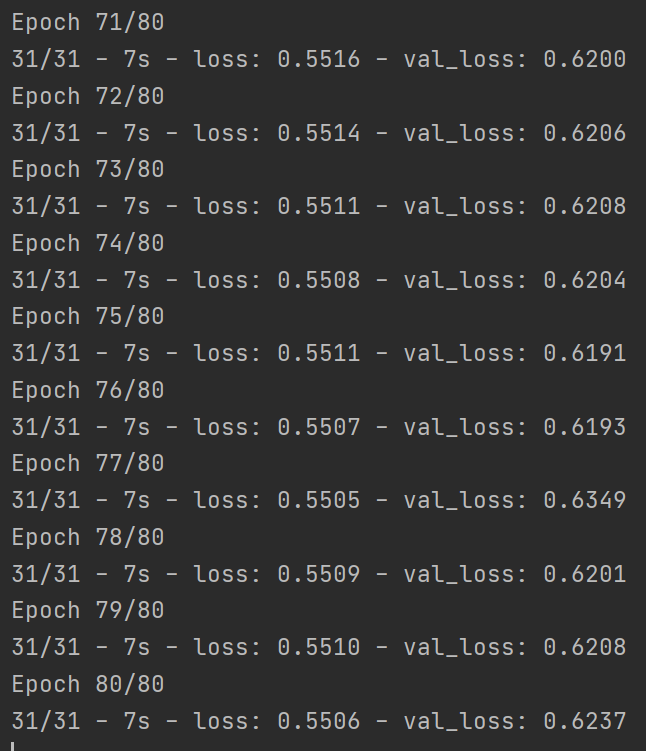 Epoch 71/80
31/31 - 7s - loss: 0.5516 - val_loss: 0.6200
Epoch 72/80
31/31 - 7s - loss: 0.5514 - val_loss: 0.6206
Epoch 73/80
31/31 - 7s - loss: 0.5511 - val_loss: 0.6208
Epoch 74/80
31/31 - 7s - loss: 0.5508 - val_loss: 0.6204
Epoch 75/80
31/31 - 7s - loss: 0.5511 - val_loss: 0.6191
Epoch 76/80
31/31 - 7s - loss: 0.5507 - val_loss: 0.6193
Epoch 77/80
31/31 - 7s - loss: 0.5505 - val_loss: 0.6349
Epoch 78/80
31/31 - 7s - loss: 0.5509 - val_loss: 0.6201
Epoch 79/80
31/31 - 7s - loss: 0.5510 - val_loss: 0.6208
Epoch 80/80
31/31 - 7s - loss: 0.5506 - val_loss: 0.6237